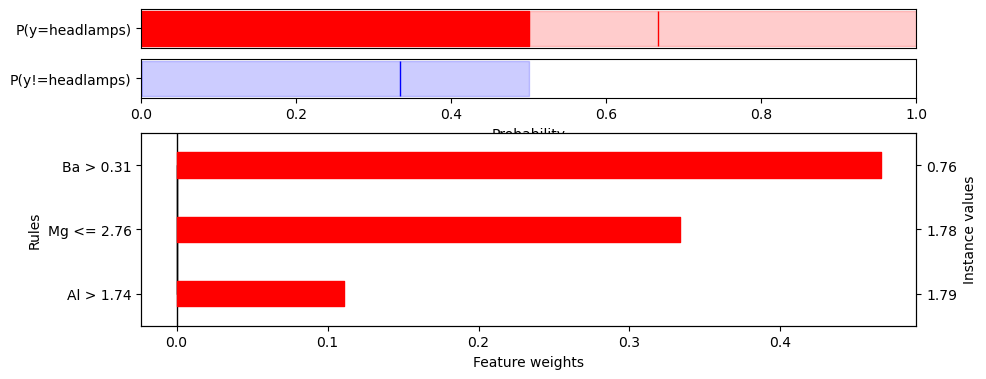 P(y=headlamps)
P(y!=headlamps)
0.0 0.2 0.4 0.6 0.8 1.0
Probability
Ba > 0.31 0.76
Mg <= 2.76 1.78
Al > 1.74 1.79
Rules
Instance values
0.0 0.1 0.2 0.3 0.4
Feature weights